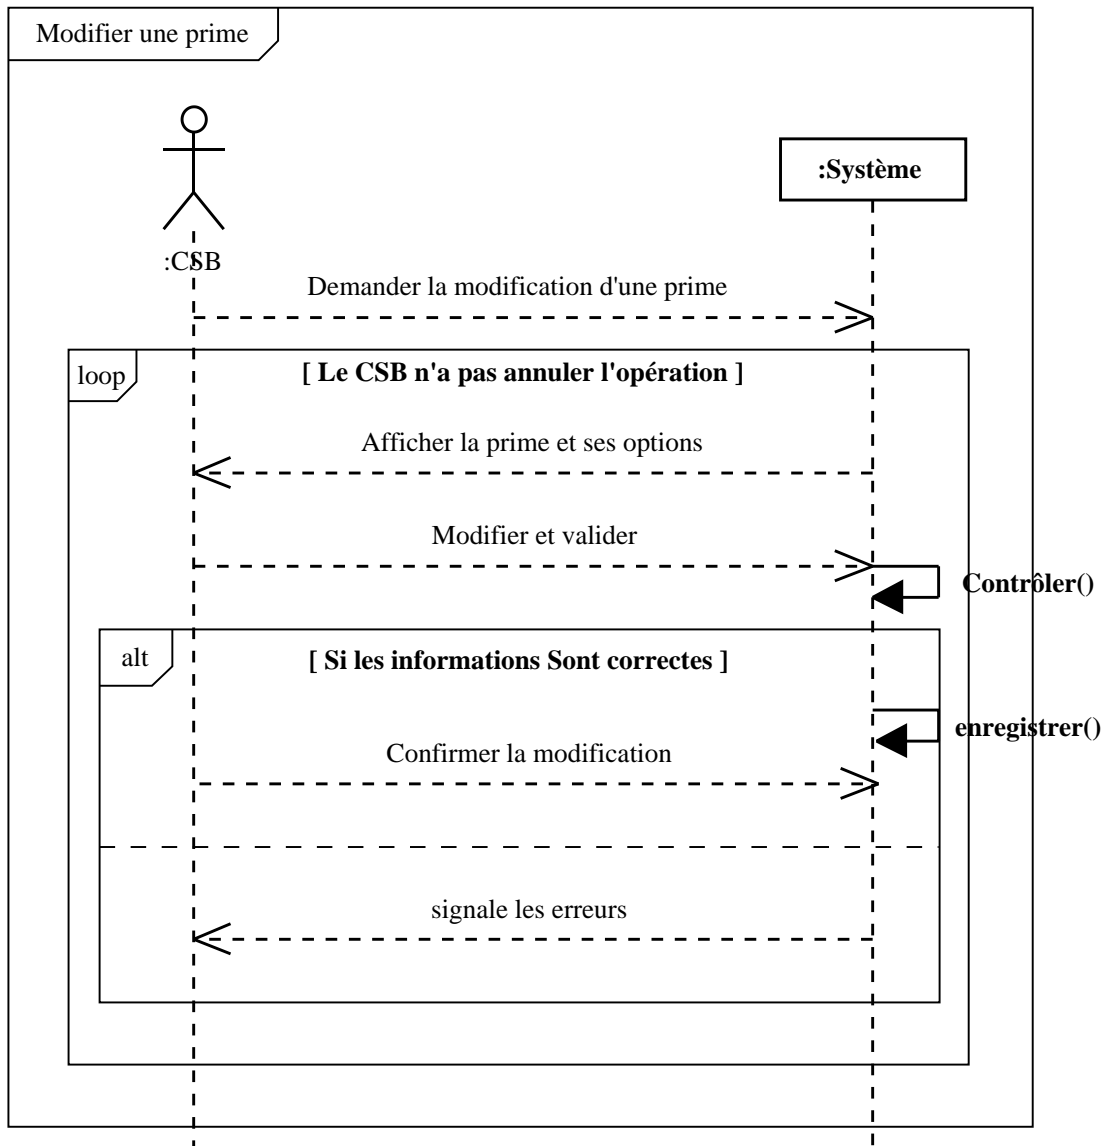 Modifier une prime
:Système
:CSB
Demander la modification d'une prime
loop
[ Le CSB n'a pas annuler l'opération ]
Afficher la prime et ses options
Modifier et valider
Contrôler()
alt
[ Si les informations Sont correctes ]
enregistrer()
Confirmer la modification
signale les erreurs